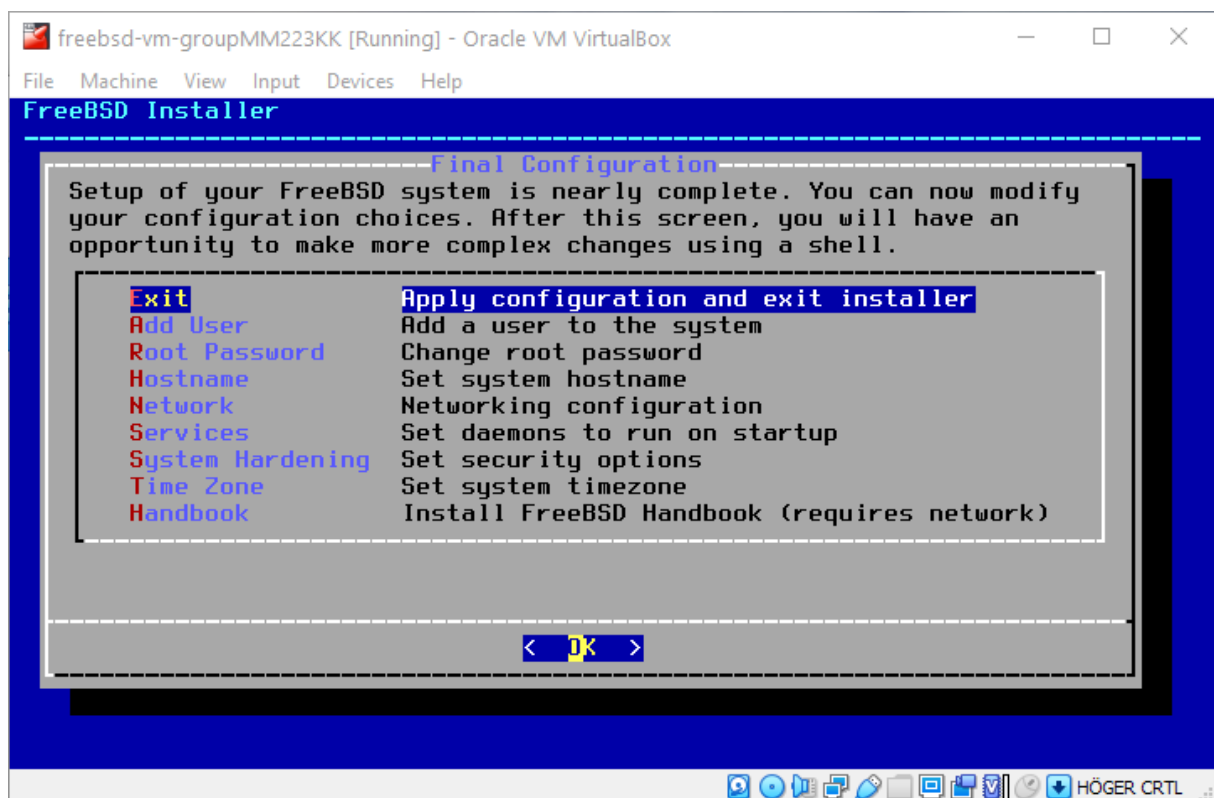 freebsd-vm-groupMM223KK [Running] - Oracle VM VirtualBox
File Machine View Input Devices Help
FreeBSD Installer
Final Configuration
Setup of your FreeBSD system is nearly complete. You can now modify
your configuration choices. After this screen, you will have an
opportunity to make more complex changes using a shell.
Exit Apply configuration and exit installer
Add User Add a user to the system
Root Password Change root password
Hostname Set system hostname
Network Networking configuration
Services Set daemons to run on startup
System Hardening Set security options
Time Zone Set system timezone
Handbook Install FreeBSD Handbook (requires network)
< OK >
HÖGER CRTL